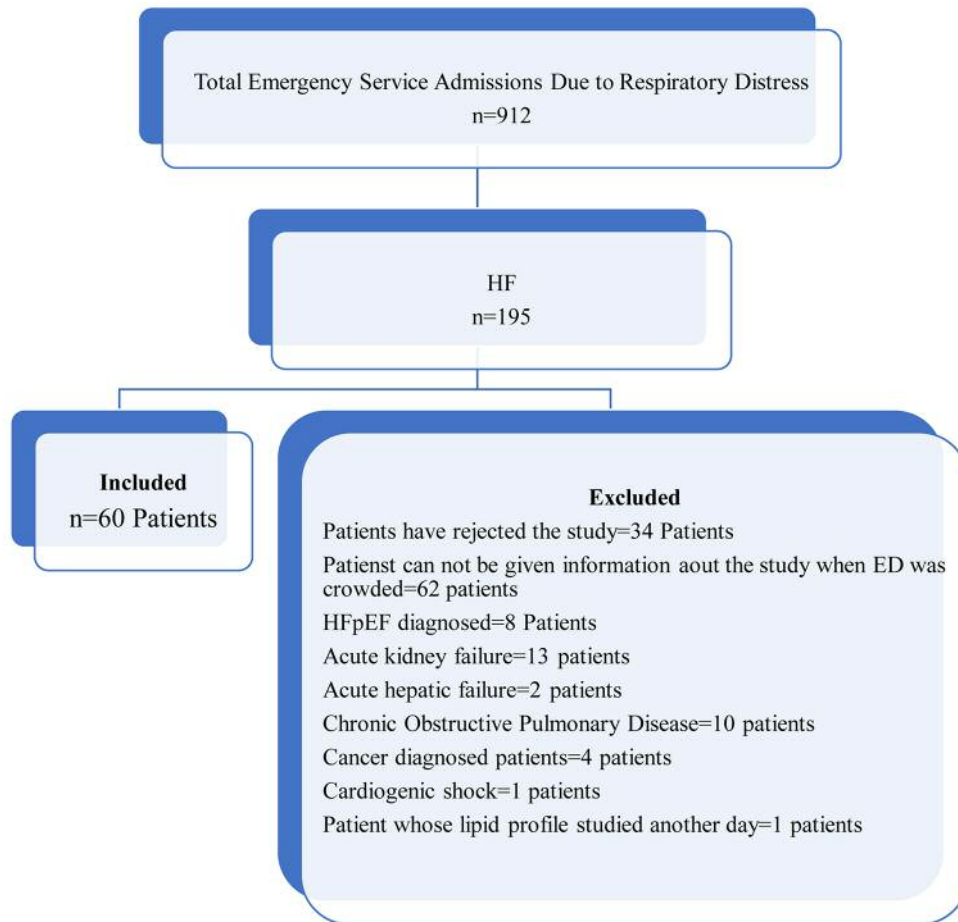 Total Emergency Service Admissions Due to Respiratory Distress
n=912
HF
n=195
Included
n=60 Patients
Excluded
Patients have rejected the study=34 Patients
Patienst can not be given information aout the study when ED was
crowded=62 patients
HFpEF diagnosed=8 Patients
Acute kidney failure=13 patients
Acute hepatic failure=2 patients
Chronic Obstructive Pulmonary Disease=10 patients
Cancer diagnosed patients=4 patients
Cardiogenic shock=1 patients
Patient whose lipid profile studied another day=1 patients